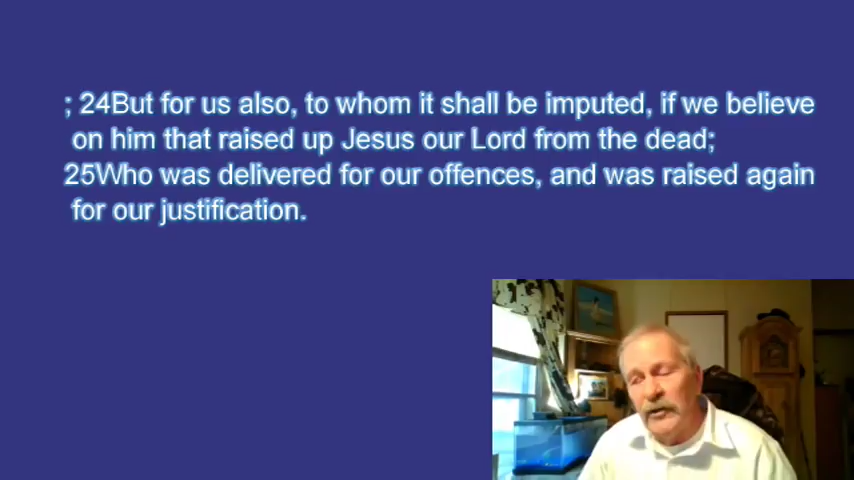 ; 24But for us also, to whom it shall be imputed, if we believe
on him that raised up Jesus our Lord from the dead;
25Who was delivered for our offences, and was raised again
for our justification.